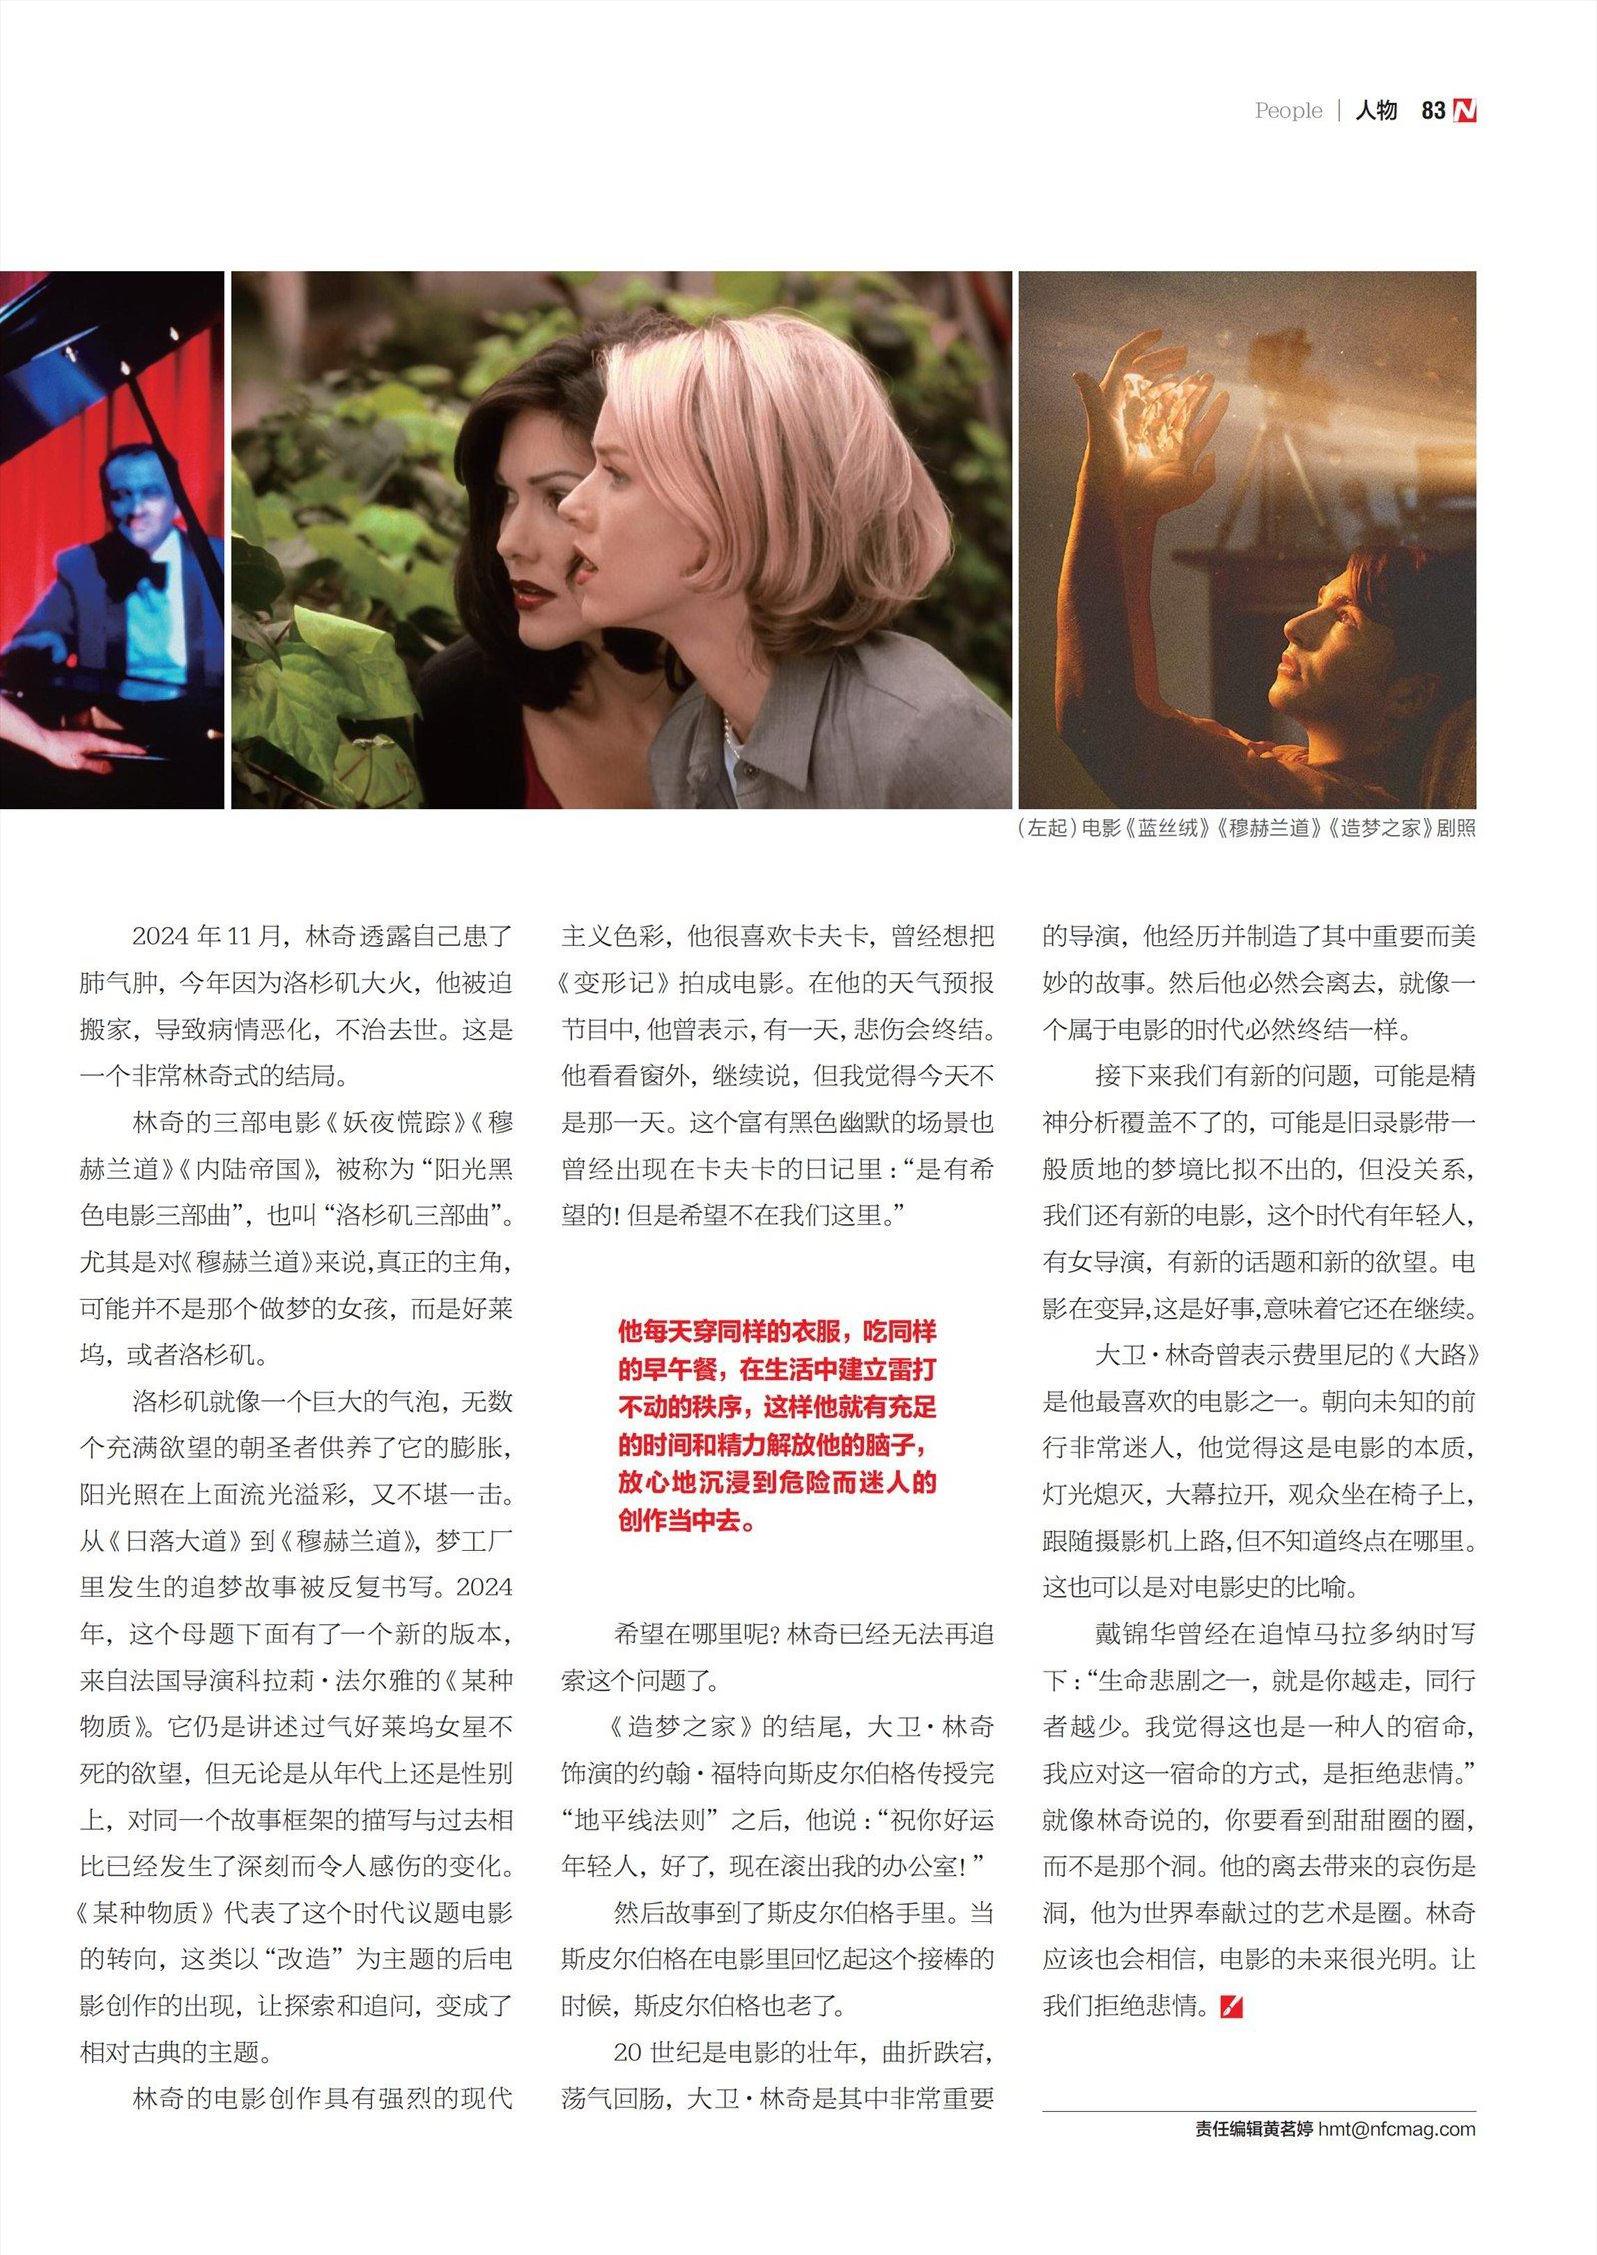 People | 人物 83
（左起）电影《蓝丝绒》《穆赫兰道》《造梦之家》剧照
2024 年 11 月，林奇透露自己患了
肺气肿，今年因为洛杉矶大火，他被迫
搬家，导致病情恶化，不治去世。这是
一个非常林奇式的结局。
林奇的三部电影《妖夜慌踪》《穆
赫兰道》《内陆帝国》，被称为“阳光黑
色电影三部曲”，也叫“洛杉矶三部曲”。
尤其是对《穆赫兰道》来说，真正的主角，
可能并不是那个做梦的女孩，而是好莱
坞，或者洛杉矶。
洛杉矶就像一个巨大的气泡，无数
个充满欲望的朝圣者供养了它的膨胀，
阳光照在上面流光溢彩，又不堪一击。
从《日落大道》到《穆赫兰道》，梦工厂
里发生的追梦故事被反复书写。2024
年，这个母题下面有了一个新的版本，
来自法国导演科拉莉·法尔雅的《某种
物质》。它仍是讲述过气好莱坞女星不
死的欲望，但无论是从年代上还是性别
上，对同一个故事框架的描写与过去相
比已经发生了深刻而令人感伤的变化。
《某种物质》代表了这个时代议题电影
的转向，这类以“改造”为主题的后电
影创作的出现，让探索和追问，变成了
相对古典的主题。
林奇的电影创作具有强烈的现代
主义色彩，他很喜欢卡夫卡，曾经想把
《变形记》拍成电影。在他的天气预报
节目中，他曾表示，有一天，悲伤会终结。
他看看窗外，继续说，但我觉得今天不
是那一天。这个富有黑色幽默的场景也
曾经出现在卡夫卡的日记里：“是有希
望的！但是希望不在我们这里。”
他每天穿同样的衣服，吃同样
的早午餐，在生活中建立雷打
不动的秩序，这样他就有充足
的时间和精力解放他的脑子，
放心地沉浸到危险而迷人的
创作当中去。
希望在哪里呢？林奇已经无法再追
索这个问题了。
《造梦之家》的结尾，大卫·林奇
饰演的约翰·福特向斯皮尔伯格传授完
“地平线法则”之后，他说：“祝你好运
年轻人，好了，现在滚出我的办公室！”
然后故事到了斯皮尔伯格手里。当
斯皮尔伯格在电影里回忆起这个接棒的
时候，斯皮尔伯格也老了。
20 世纪是电影的壮年，曲折跌宕，
荡气回肠，大卫·林奇是其中非常重要
的导演，他经历并制造了其中重要而美
妙的故事。然后他必然会离去，就像一
个属于电影的时代必然终结一样。
接下来我们有新的问题，可能是精
神分析覆盖不了的，可能是旧录影带一
般质地的梦境比拟不出的，但没关系，
我们还有新的电影，这个时代有年轻人，
有女导演，有新的话题和新的欲望。电
影在变异，这是好事，意味着它还在继续。
大卫·林奇曾表示费里尼的《大路》
是他最喜欢的电影之一。朝向未知的前
行非常迷人，他觉得这是电影的本质，
灯光熄灭，大幕拉开，观众坐在椅子上，
跟随摄影机上路，但不知道终点在哪里。
这也可以是对电影史的比喻。
戴锦华曾经在追悼马拉多纳时写
下：“生命悲剧之一，就是你越走，同行
者越少。我觉得这也是一种人的宿命，
我应对这一宿命的方式，是拒绝悲情。”
就像林奇说的，你要看到甜甜圈的圈，
而不是那个洞。他的离去带来的哀伤是
洞，他为世界奉献过的艺术是圈。林奇
应该也会相信，电影的未来很光明。让
我们拒绝悲情。
责任编辑黄茗婷 hmt@nfcmag.com